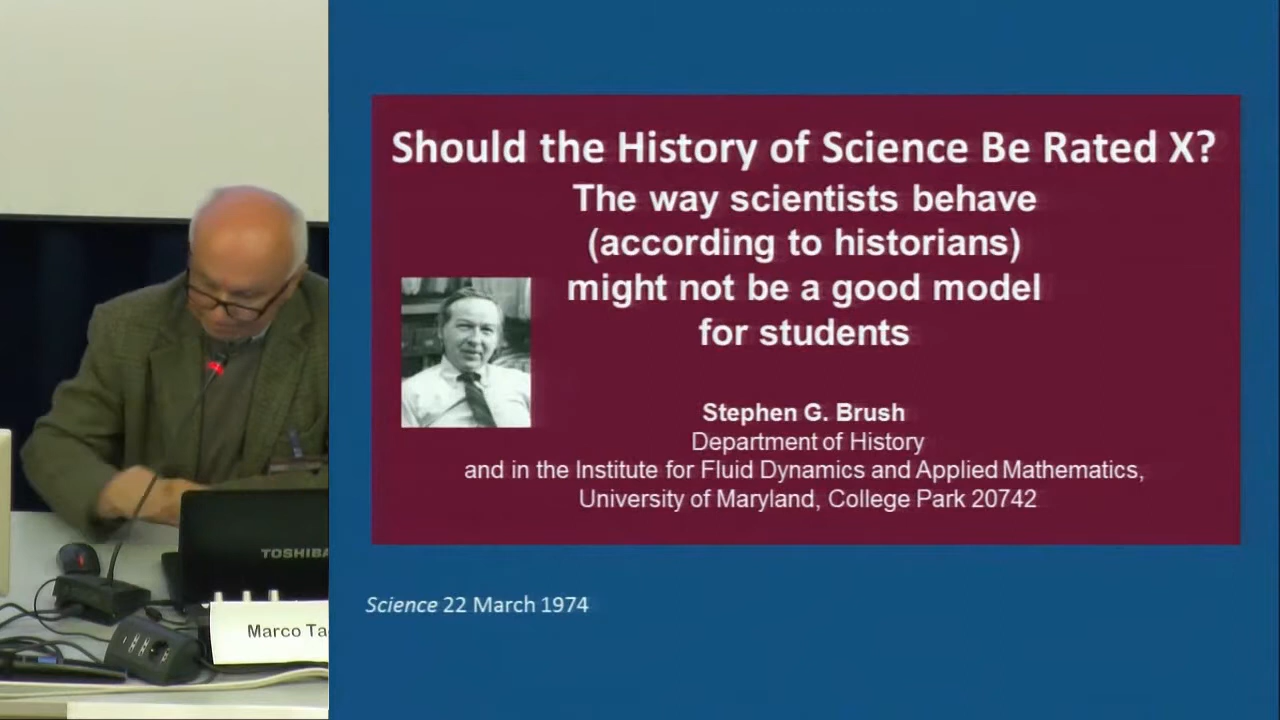 Should the History of Science Be Rated X?
The way scientists behave
(according to historians)
might not be a good model
for students
Stephen G. Brush
Department of History
and in the Institute for Fluid Dynamics and Applied Mathematics,
University of Maryland, College Park 20742
Science 22 March 1974
TOSHIBA
Marco